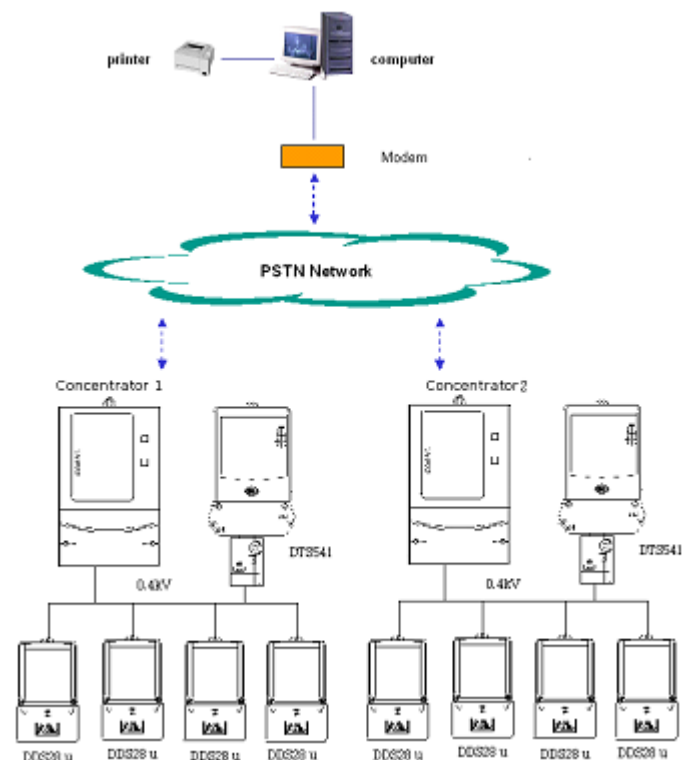 printer
computer
Modem
PSTN Network
Concentrator 1
Concentrator 2
DTS541
DTS541
0.4kV
0.4kV
DDS28 u
DDS28 u
DDS28 u
DDS28 u
DDS28 u
DDS28 u
DDS28 u
DDS28 u